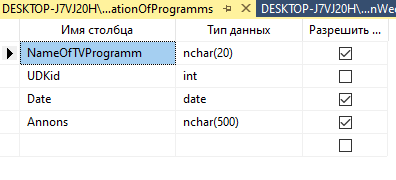 DESKTOP-J7VJ20H\...ationOfProgramms
DESKTOP-J7VJ20H\...nWee
Имя столбца Тип данных Разрешить ...
NameOfTVProgramm nchar(20)
UDKid int
Date date
Annons nchar(500)